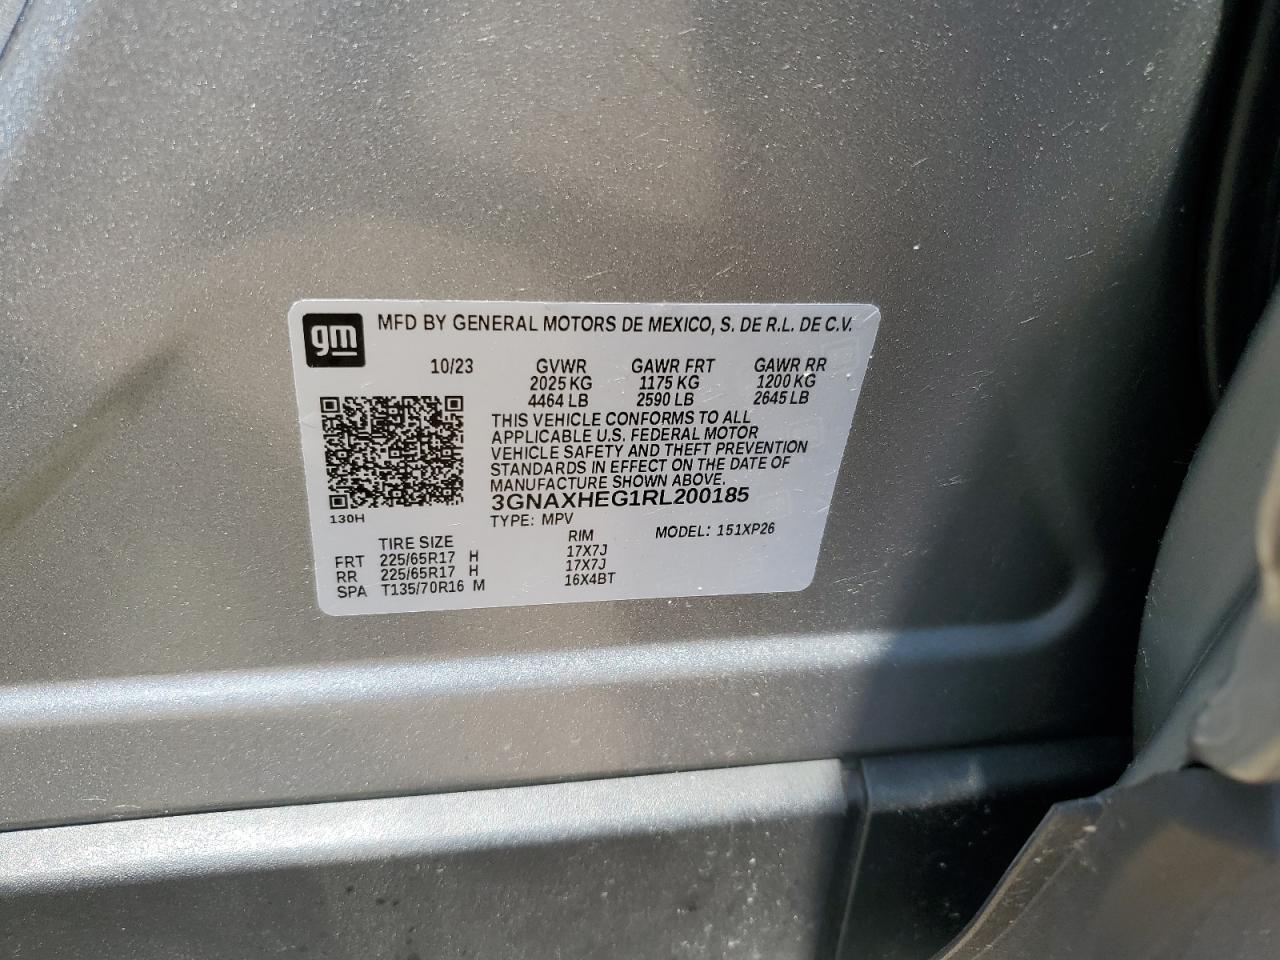 gm MFD BY GENERAL MOTORS DE MEXICO, S. DE R.L. DE C.V.
10/23 GVWR GAWR FRT GAWR RR
2025 KG 1175 KG 1200 KG
4464 LB 2590 LB 2645 LB
THIS VEHICLE CONFORMS TO ALL
APPLICABLE U.S. FEDERAL MOTOR
VEHICLE SAFETY AND THEFT PREVENTION
STANDARDS IN EFFECT ON THE DATE OF
MANUFACTURE SHOWN ABOVE.
3GNAXHEG1RL200185
130H TYPE: MPV MODEL: 151XP26
TIRE SIZE RIM
FRT 225/65R17 H 17X7J
RR 225/65R17 H 17X7J
SPA T135/70R16 M 16X4BT